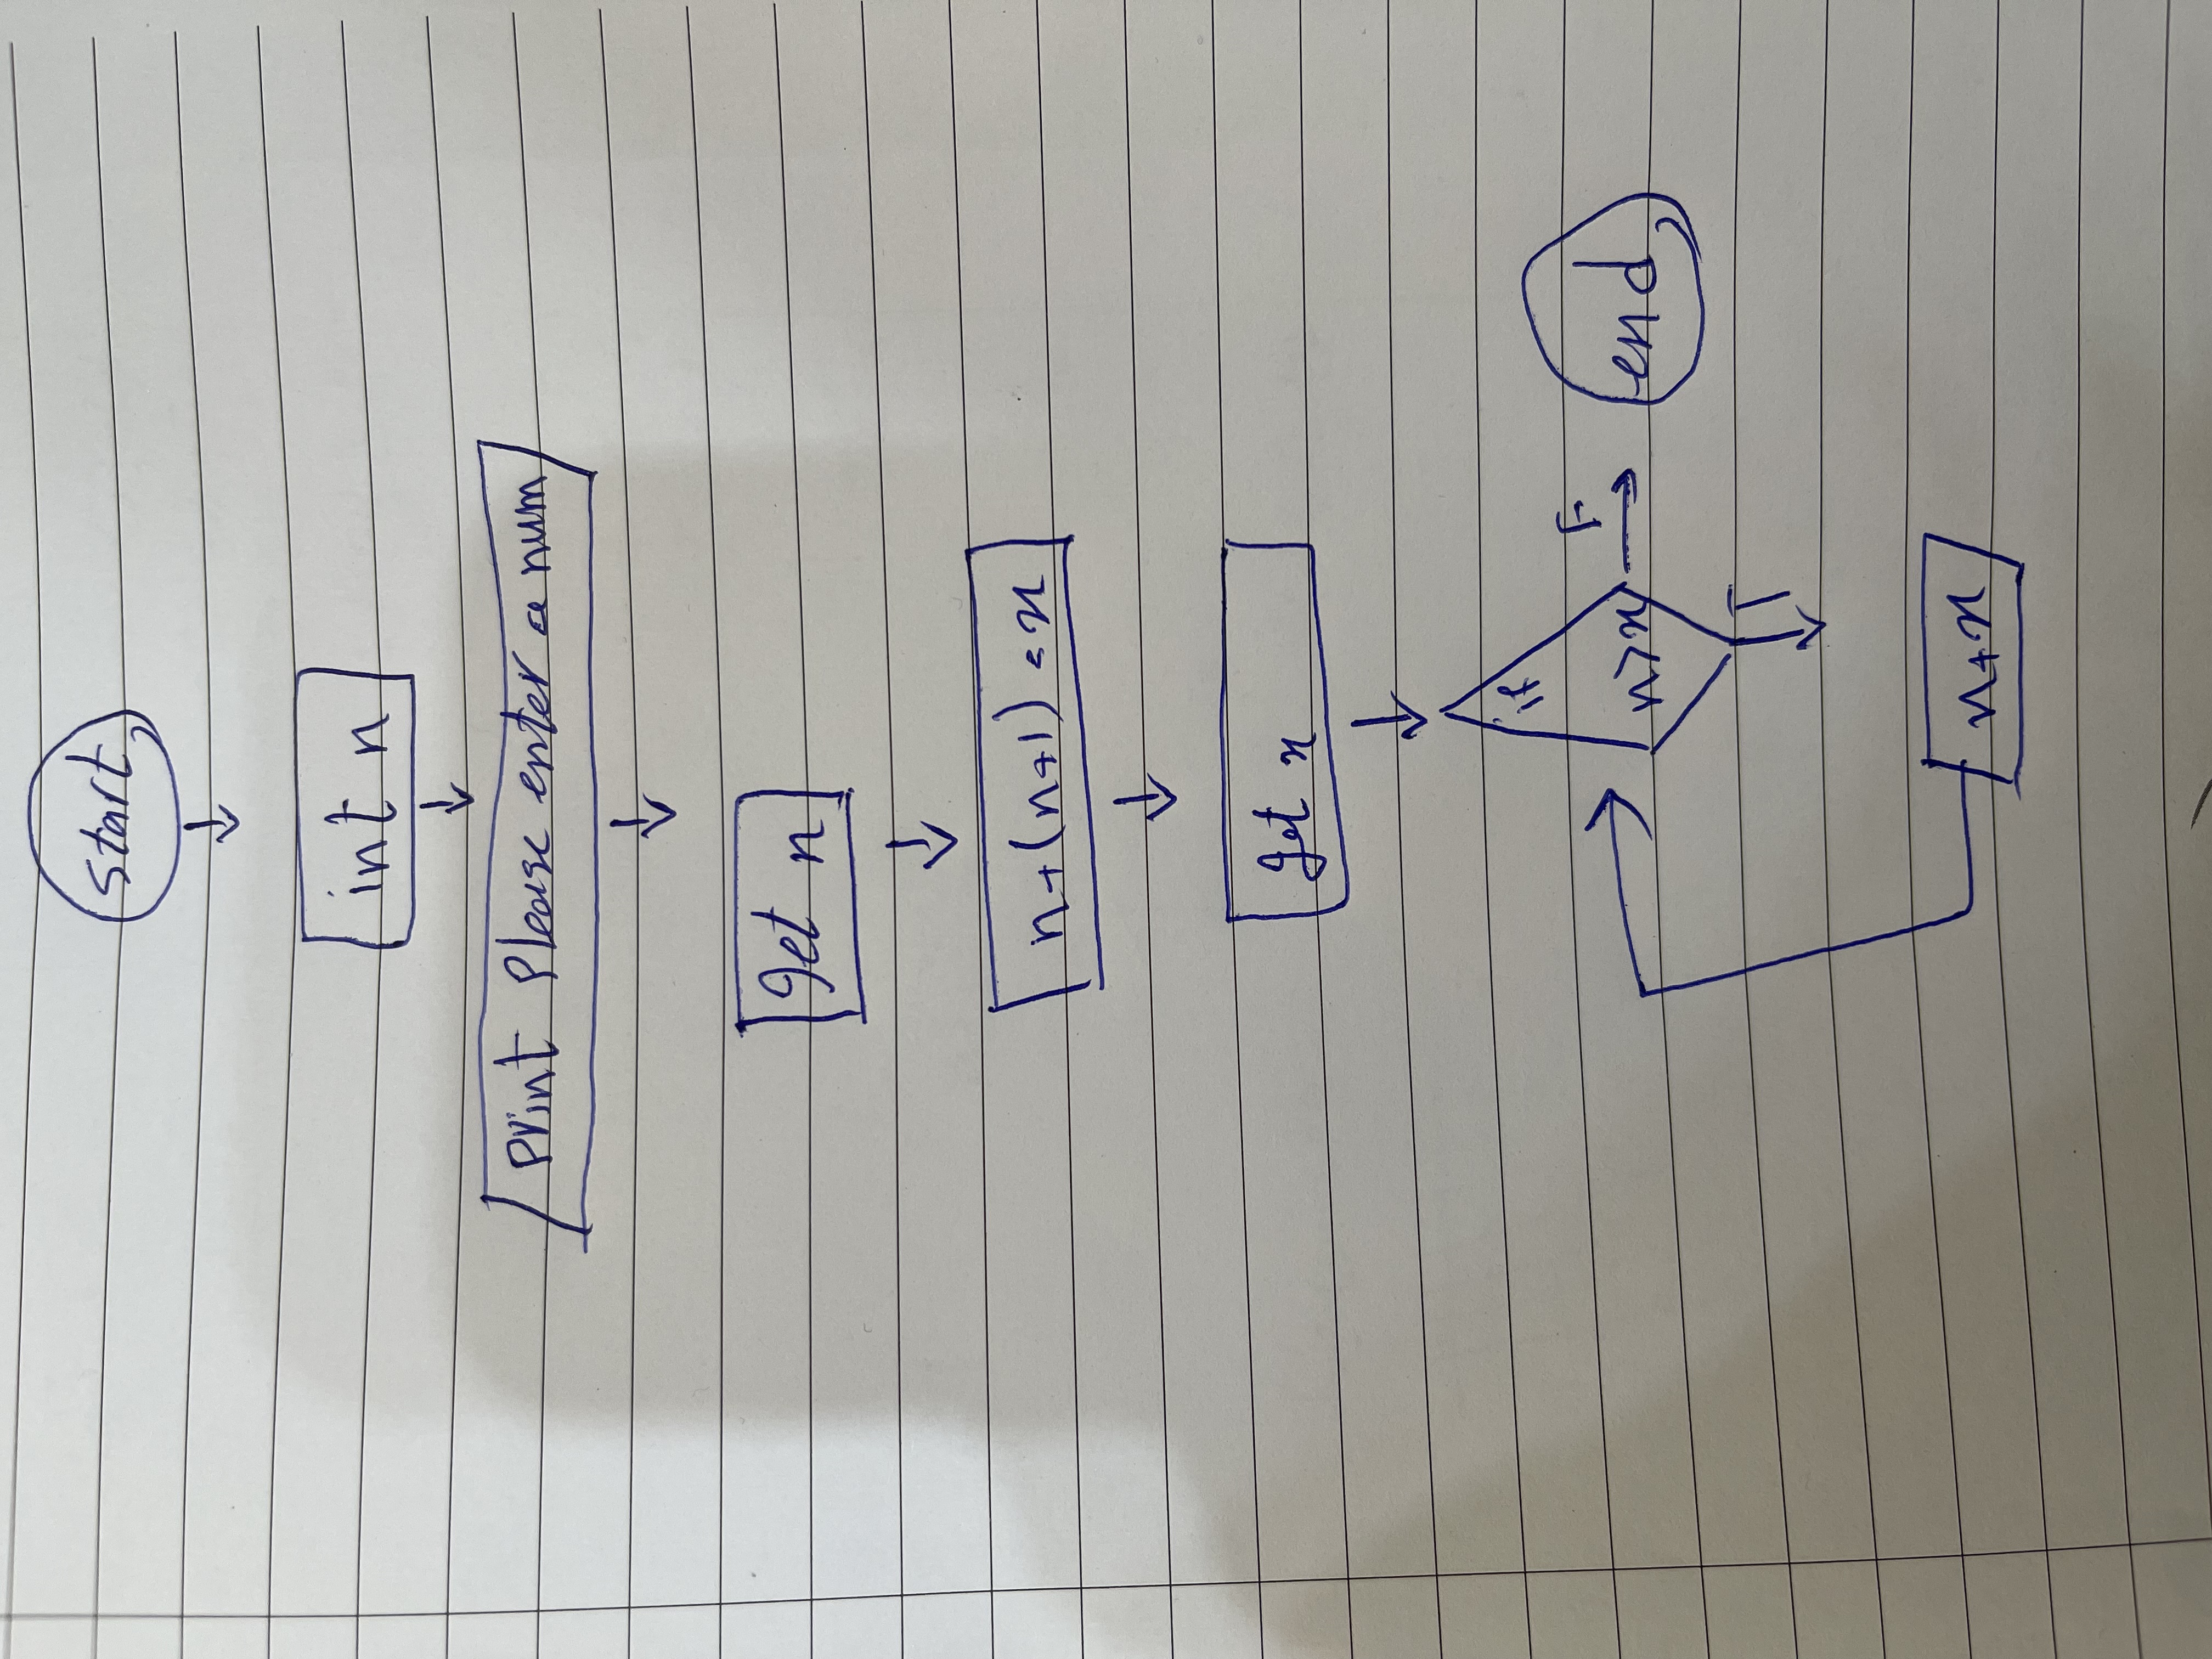 start
int n
Print Please enter a num
get n
n+(n+1) = x
get x
if
n>x
F
end
T
n+x